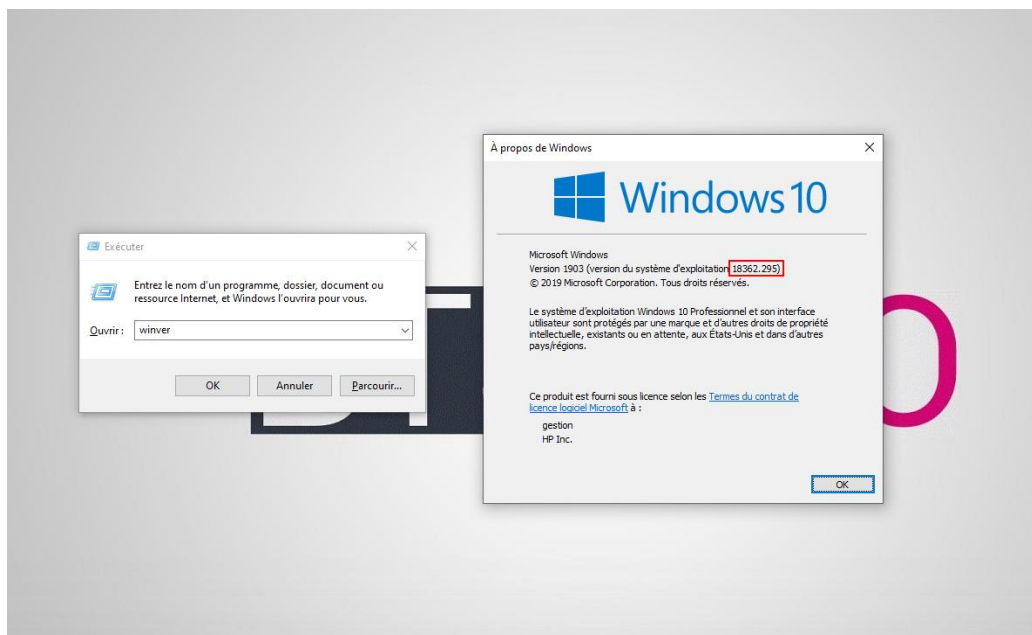 Exécuter
Entrez le nom d'un programme, dossier, document ou
ressource Internet, et Windows l'ouvrira pour vous.
Ouvrir :
winver
OK
Annuler
Parcourir...
À propos de Windows
Windows 10
Microsoft Windows
Version 1903 (version du système d'exploitation 18362.295)
© 2019 Microsoft Corporation. Tous droits réservés.
Le système d'exploitation Windows 10 Professionnel et son interface
utilisateur sont protégés par une marque et d'autres droits de propriété
intellectuelle, existants ou en attente, aux États-Unis et dans d'autres
pays/régions.
Ce produit est fourni sous licence selon les Termes du contrat de
licence logiciel Microsoft à :
gestion
HP Inc.
OK